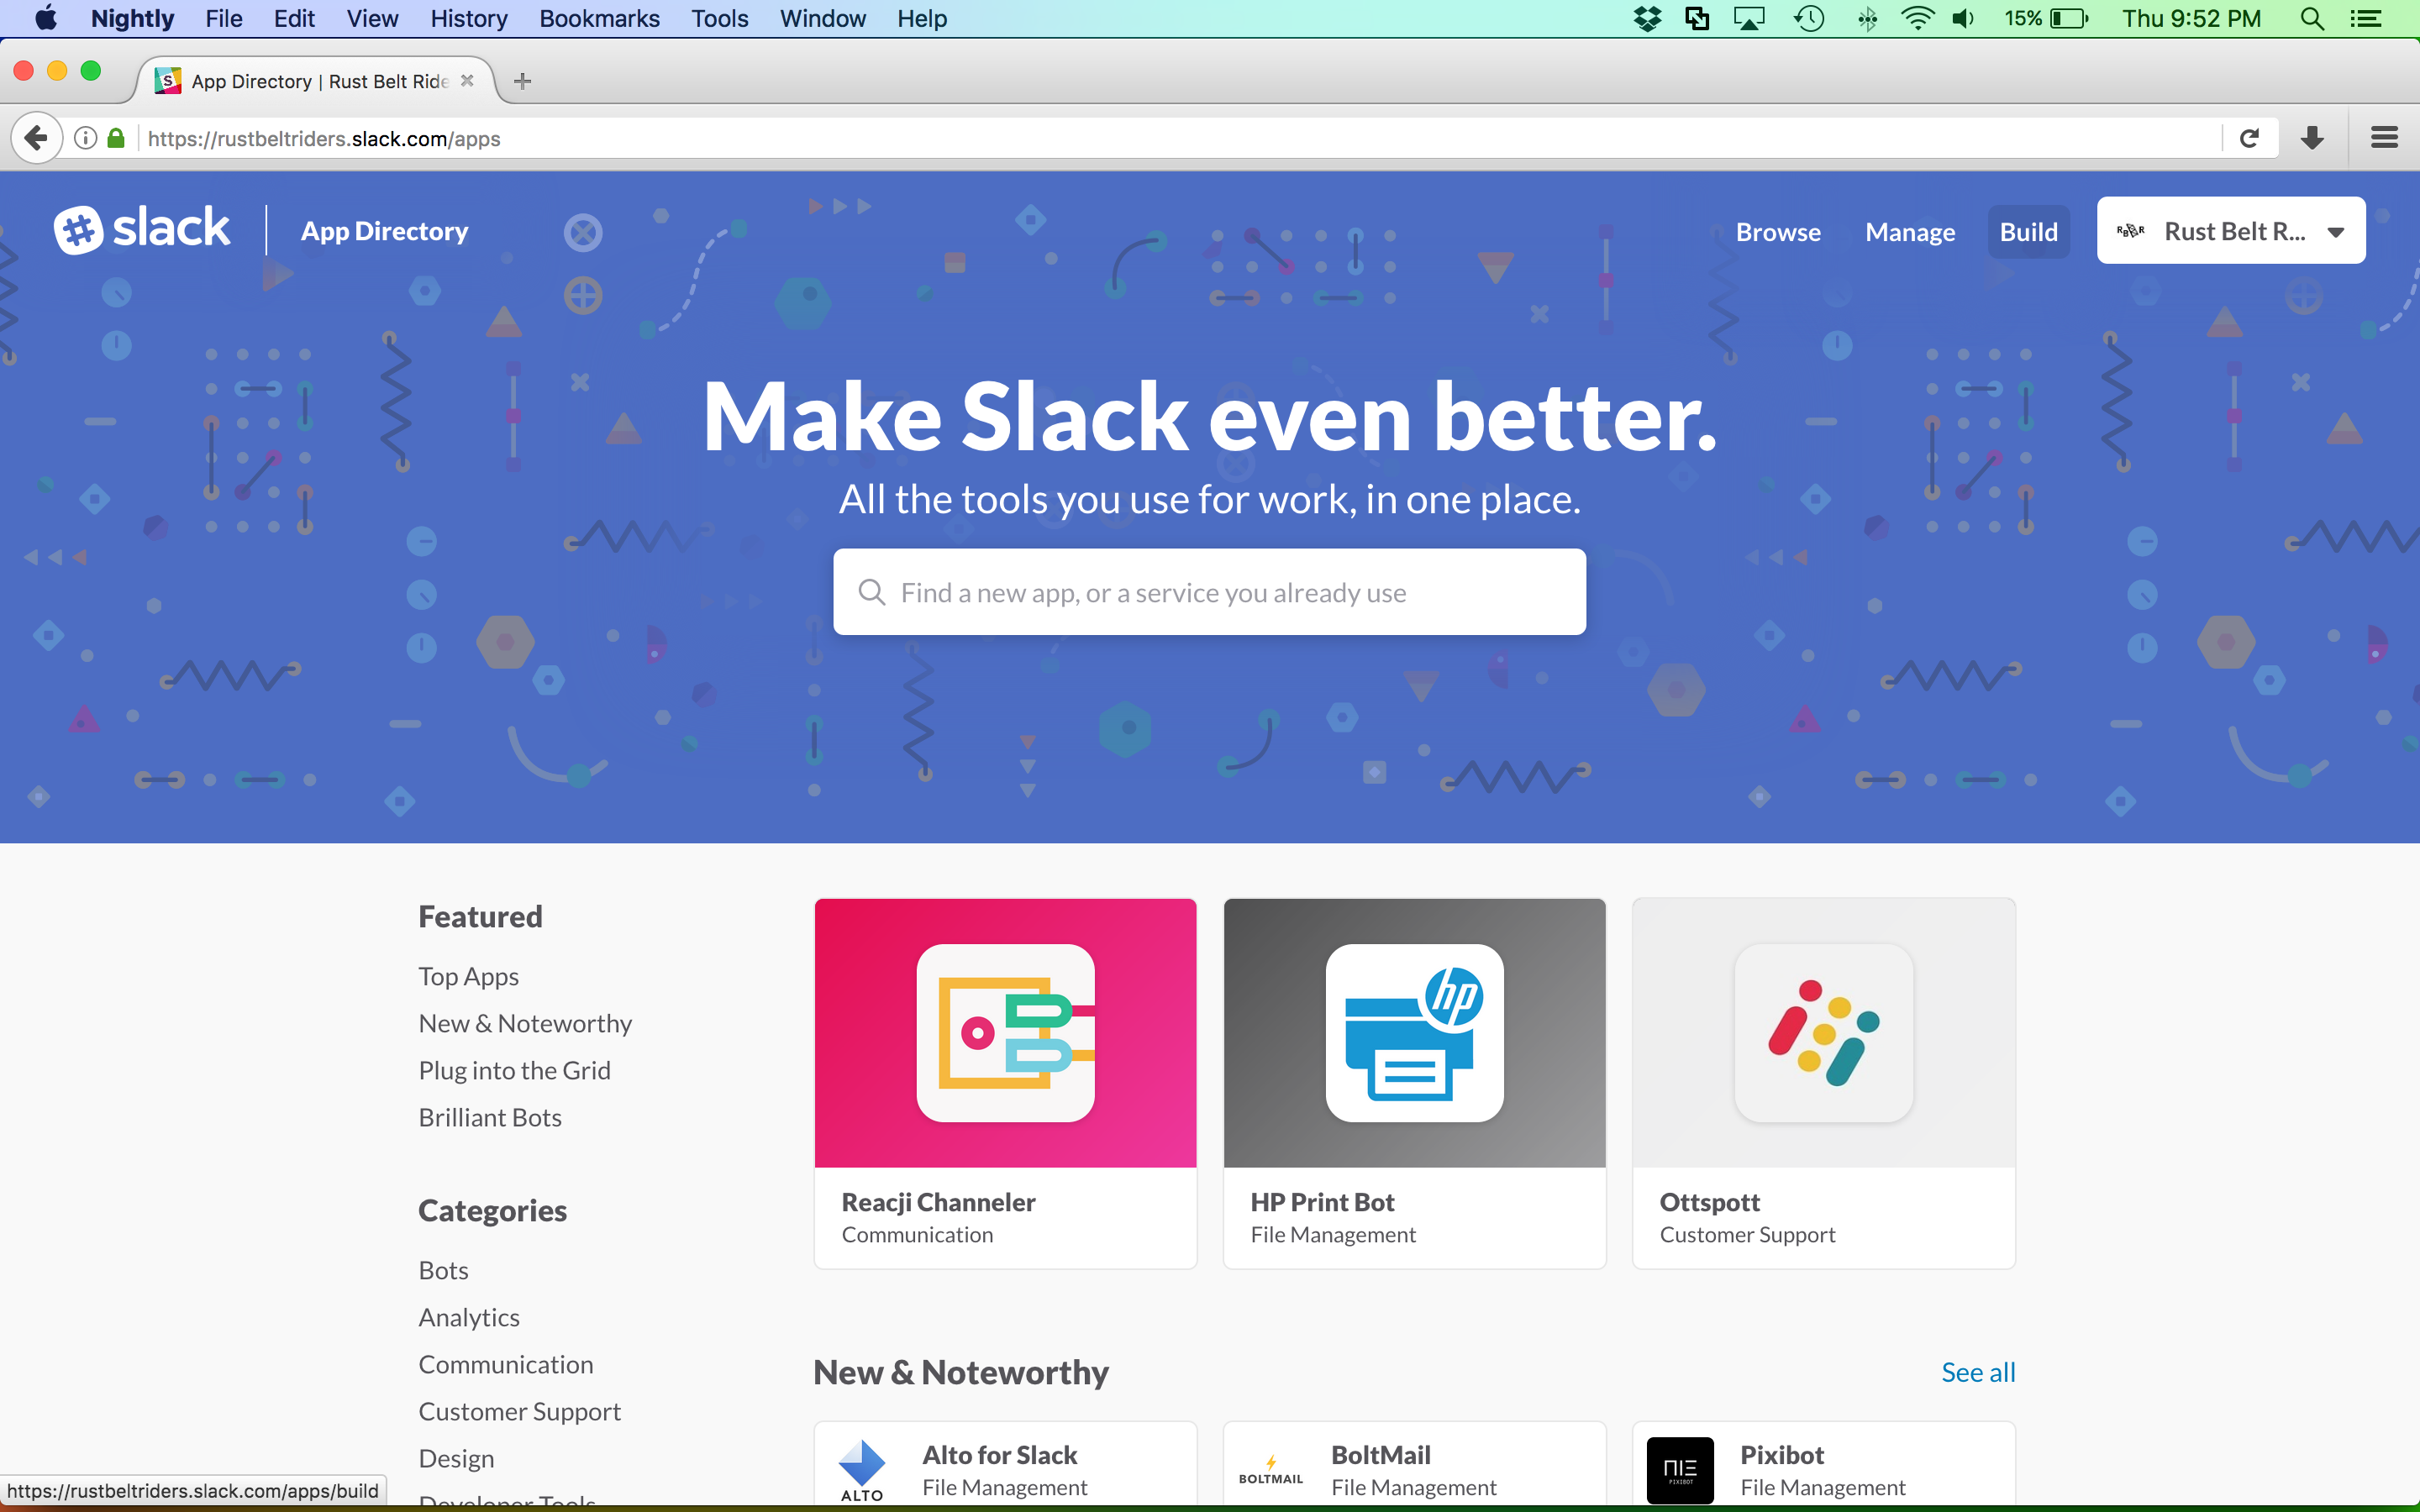 Nightly File Edit View History Bookmarks Tools Window Help 15% Thu 9:52 PM
S App Directory | Rust Belt Ride
https://rustbeltriders.slack.com/apps
slack App Directory Browse Manage Build Rust Belt R...
Make Slack even better.
All the tools you use for work, in one place.
Find a new app, or a service you already use
Featured
Top Apps
New & Noteworthy
Plug into the Grid
Brilliant Bots
Categories
Bots
Analytics
Communication
Customer Support
Design
Developer Tools
hp
Reacji Channeler
Communication
HP Print Bot
File Management
Ottspott
Customer Support
New & Noteworthy See all
ALTO
Alto for Slack
File Management
BOLTMAIL
BoltMail
File Management
PIXIBOT
Pixibot
File Management
https://rustbeltriders.slack.com/apps/build